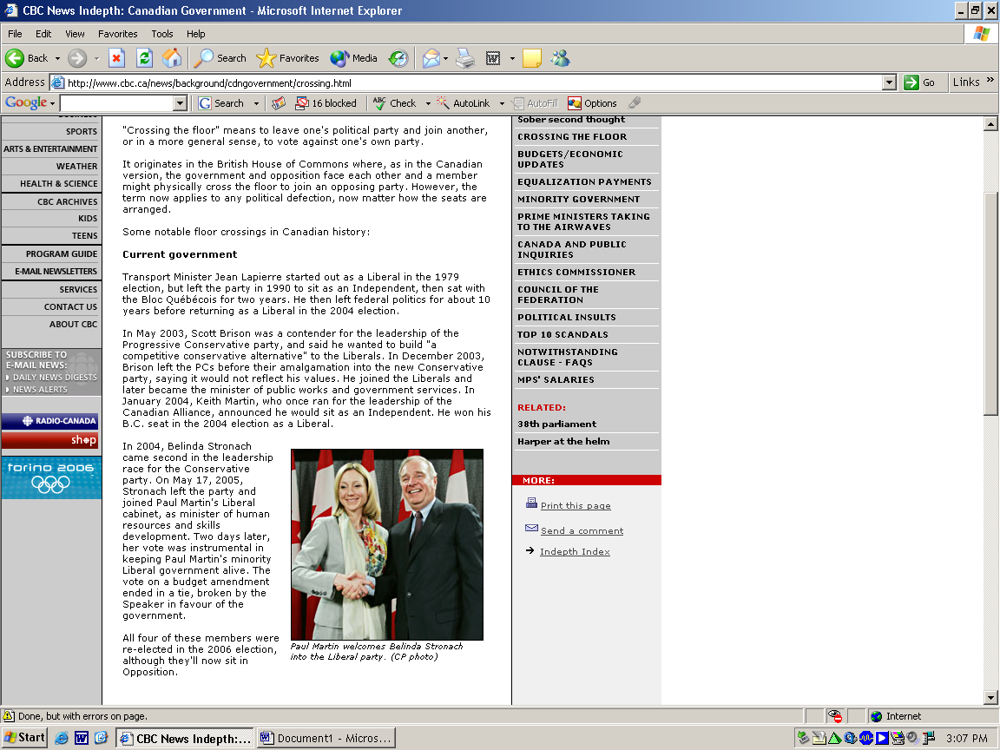 CBC News Indepth: Canadian Government - Microsoft Internet Explorer
File Edit View Favorites Tools Help
Back Search Favorites Media
Address http://www.cbc.ca/news/background/cdngovernment/crossing.html Go Links »
Google Search 16 blocked ABC Check AutoLink AutoFill Options
BUSINESS
SPORTS
ARTS & ENTERTAINMENT
WEATHER
HEALTH & SCIENCE
CBC ARCHIVES
KIDS
TEENS
PROGRAM GUIDE
E-MAIL NEWSLETTERS
SERVICES
CONTACT US
ABOUT CBC
SUBSCRIBE TO
E-MAIL NEWS:
DAILY NEWS DIGESTS
NEWS ALERTS
RADIO-CANADA
shop
torino 2006
"Crossing the floor" means to leave one's political party and join another,
or in a more general sense, to vote against one's own party.
It originates in the British House of Commons where, as in the Canadian
version, the government and opposition face each other and a member
might physically cross the floor to join an opposing party. However, the
term now applies to any political defection, now matter how the seats are
arranged.
Some notable floor crossings in Canadian history:
Current government
Transport Minister Jean Lapierre started out as a Liberal in the 1979
election, but left the party in 1990 to sit as an Independent, then sat with
the Bloc Québécois for two years. He then left federal politics for about 10
years before returning as a Liberal in the 2004 election.
In May 2003, Scott Brison was a contender for the leadership of the
Progressive Conservative party, and said he wanted to build "a
competitive conservative alternative" to the Liberals. In December 2003,
Brison left the PCs before their amalgamation into the new Conservative
party, saying it would not reflect his values. He joined the Liberals and
later became the minister of public works and government services. In
January 2004, Keith Martin, who once ran for the leadership of the
Canadian Alliance, announced he would sit as an Independent. He won his
B.C. seat in the 2004 election as a Liberal.
In 2004, Belinda Stronach
came second in the leadership
race for the Conservative
party. On May 17, 2005,
Stronach left the party and
joined Paul Martin's Liberal
cabinet, as minister of human
resources and skills
development. Two days later,
her vote was instrumental in
keeping Paul Martin's minority
Liberal government alive. The
vote on a budget amendment
ended in a tie, broken by the
Speaker in favour of the
government.
All four of these members were
re-elected in the 2006 election,
although they'll now sit in
Opposition.
Paul Martin welcomes Belinda Stronach
into the Liberal party. (CP photo)
Sober second thought
CROSSING THE FLOOR
BUDGETS/ECONOMIC
UPDATES
EQUALIZATION PAYMENTS
MINORITY GOVERNMENT
PRIME MINISTERS TAKING
TO THE AIRWAVES
CANADA AND PUBLIC
INQUIRIES
ETHICS COMMISSIONER
COUNCIL OF THE
FEDERATION
POLITICAL INSULTS
TOP 10 SCANDALS
NOTWITHSTANDING
CLAUSE - FAQS
MPS' SALARIES
RELATED:
38th parliament
Harper at the helm
MORE:
Print this page
Send a comment
Indepth Index
Done, but with errors on page. Internet
Start CBC News Indepth:... Document1 - Micros... 3:07 PM